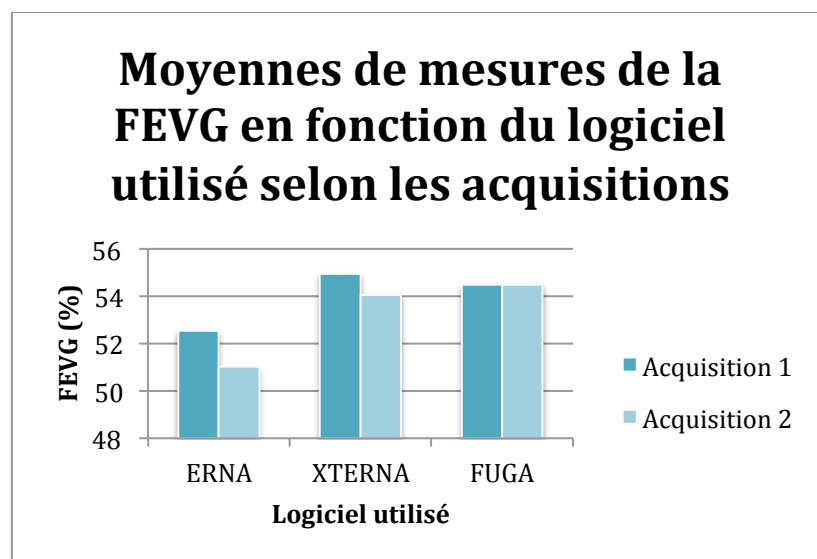 Moyennes de mesures de la
FEVG en fonction du logiciel
utilisé selon les acquisitions
56
54
52
50
48
FEVG (%)
ERNA XTERNA FUGA
Logiciel utilisé
Acquisition 1
Acquisition 2